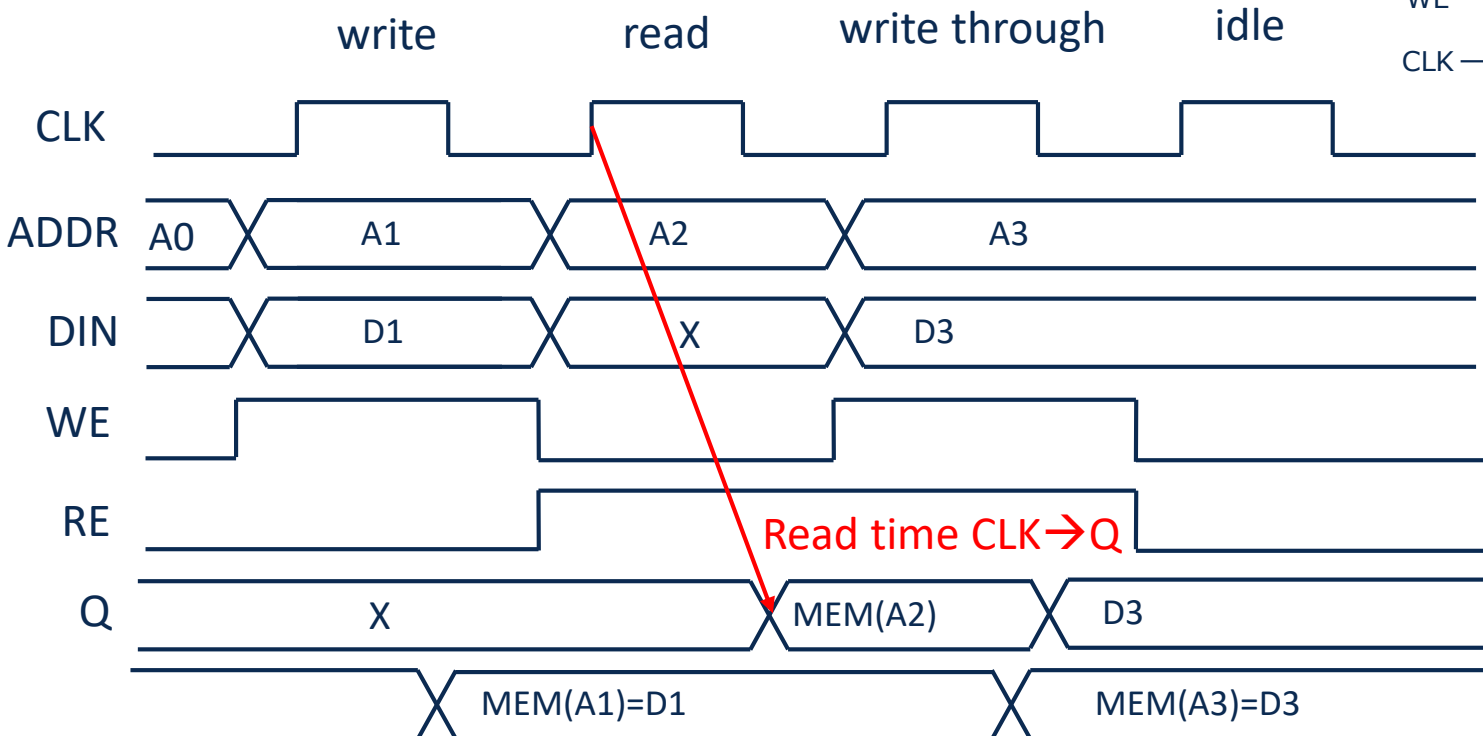 WE
write read write through idle
CLK
CLK
ADDR A0 A1 A2 A3
DIN D1 X D3
WE
RE
Read time CLK→Q
Q X MEM(A2) D3
MEM(A1)=D1 MEM(A3)=D3